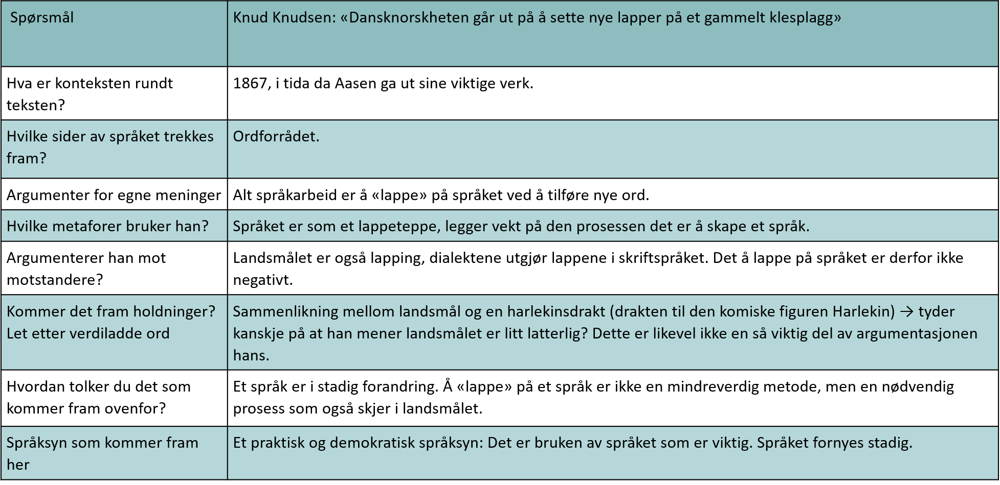 Spørsmål
Knud Knudsen: «Dansknorskheten går ut på å sette nye lapper på et gammelt klesplagg»
Hva er konteksten rundt
teksten?
1867, i tida da Aasen ga ut sine viktige verk.
Hvilke sider av språket trekkes
fram?
Ordforrådet.
Argumenter for egne meninger
Alt språkarbeid er å «lappe» på språket ved å tilføre nye ord.
Hvilke metaforer bruker han?
Språket er som et lappeteppe, legger vekt på den prosessen det er å skape et språk.
Argumenterer han mot
motstandere?
Landsmålet er også lapping, dialektene utgjør lappene i skriftspråket. Det å lappe på språket er derfor ikke
negativt.
Kommer det fram holdninger?
Let etter verdiladde ord
Sammenlikning mellom landsmål og en harlekinsdrakt (drakten til den komiske figuren Harlekin) → tyder
kanskje på at han mener landsmålet er litt latterlig? Dette er likevel ikke en så viktig del av argumentasjonen
hans.
Hvordan tolker du det som
kommer fram ovenfor?
Et språk er i stadig forandring. Å «lappe» på et språk er ikke en mindreverdig metode, men en nødvendig
prosess som også skjer i landsmålet.
Språksyn som kommer fram
her
Et praktisk og demokratisk språksyn: Det er bruken av språket som er viktig. Språket fornyes stadig.